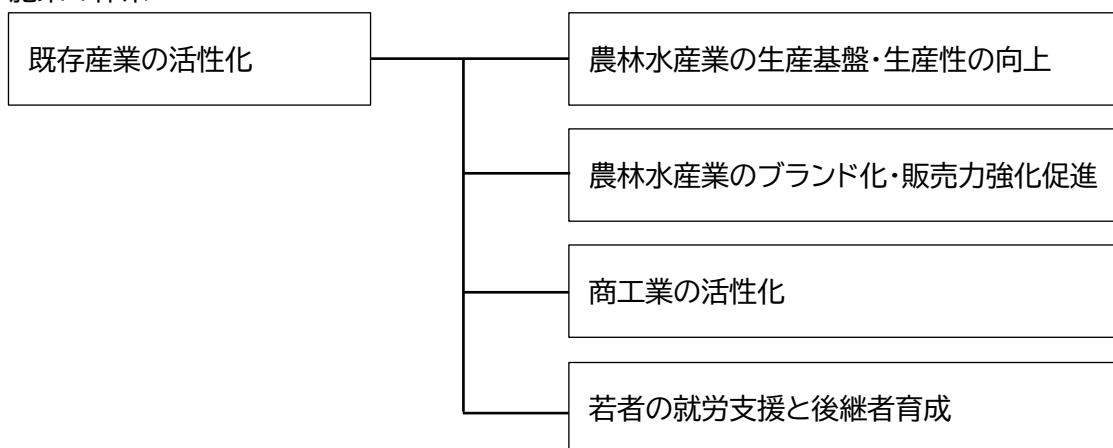 既存産業の活性化
農林水産業の生産基盤・生産性の向上
農林水産業のブランド化・販売力強化促進
商工業の活性化
若者の就労支援と後継者育成